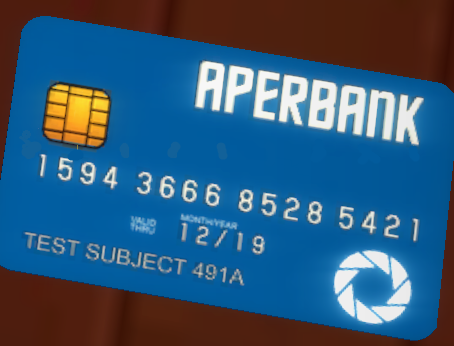 APERBANK
1594 3666 8528 5421
VALID THRU MONTH/YEAR
12/19
TEST SUBJECT 491A